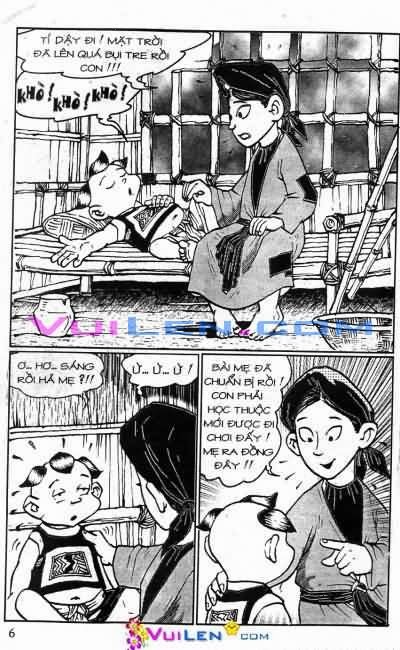 TÍ DẬY ĐI ! MẶT TRỜI
ĐÃ LÊN QUÁ BỤI TRE RỒI
CON !!!
KHÒ! KHÒ! KHÒ!
VuiLen.com
Ơ... HƠ... SÁNG
RỒI HẢ MẸ ?!!
Ừ... Ừ... Ừ !
BÀI MẸ ĐÃ
CHUẨN BỊ RỒI !
CON PHẢI
HỌC THUỘC
MỚI ĐƯỢC ĐI
CHƠI ĐẤY !
MẸ RA ĐỒNG
ĐÂY !!
6
VuiLen.com